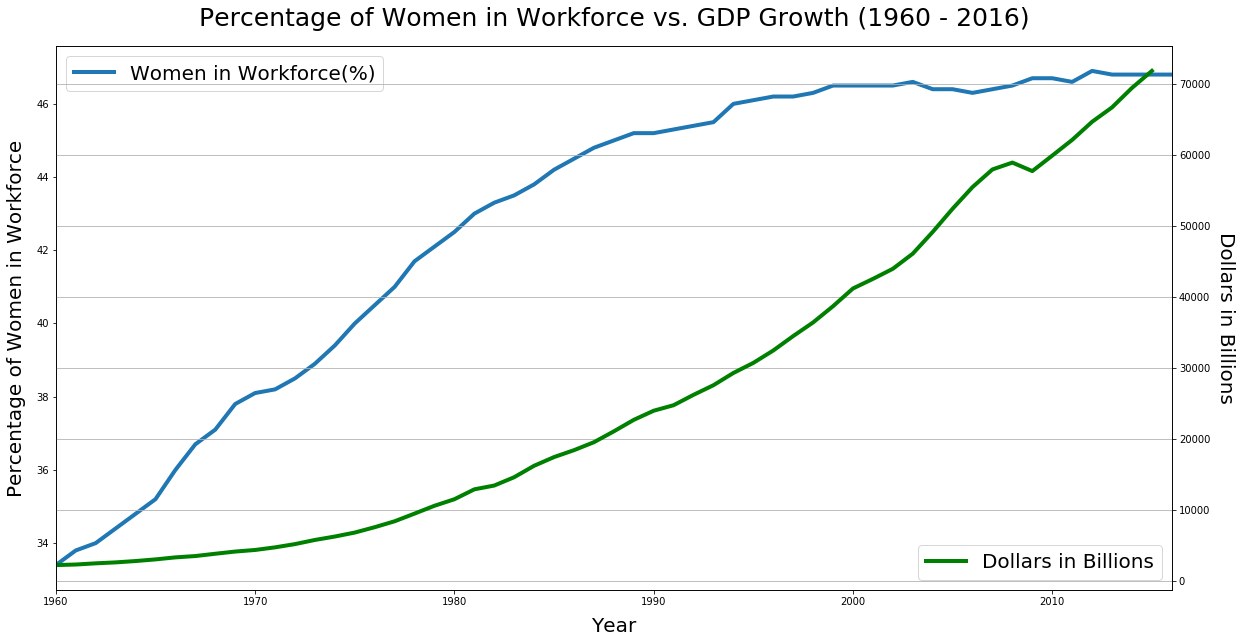 Percentage of Women in Workforce vs. GDP Growth (1960 - 2016)
Women in Workforce(%)
Percentage of Women in Workforce
46
44
42
40
38
36
34
70000
60000
50000
40000
30000
20000
10000
0
Dollars in Billions
Dollars in Billions
1960 1970 1980 1990 2000 2010
Year